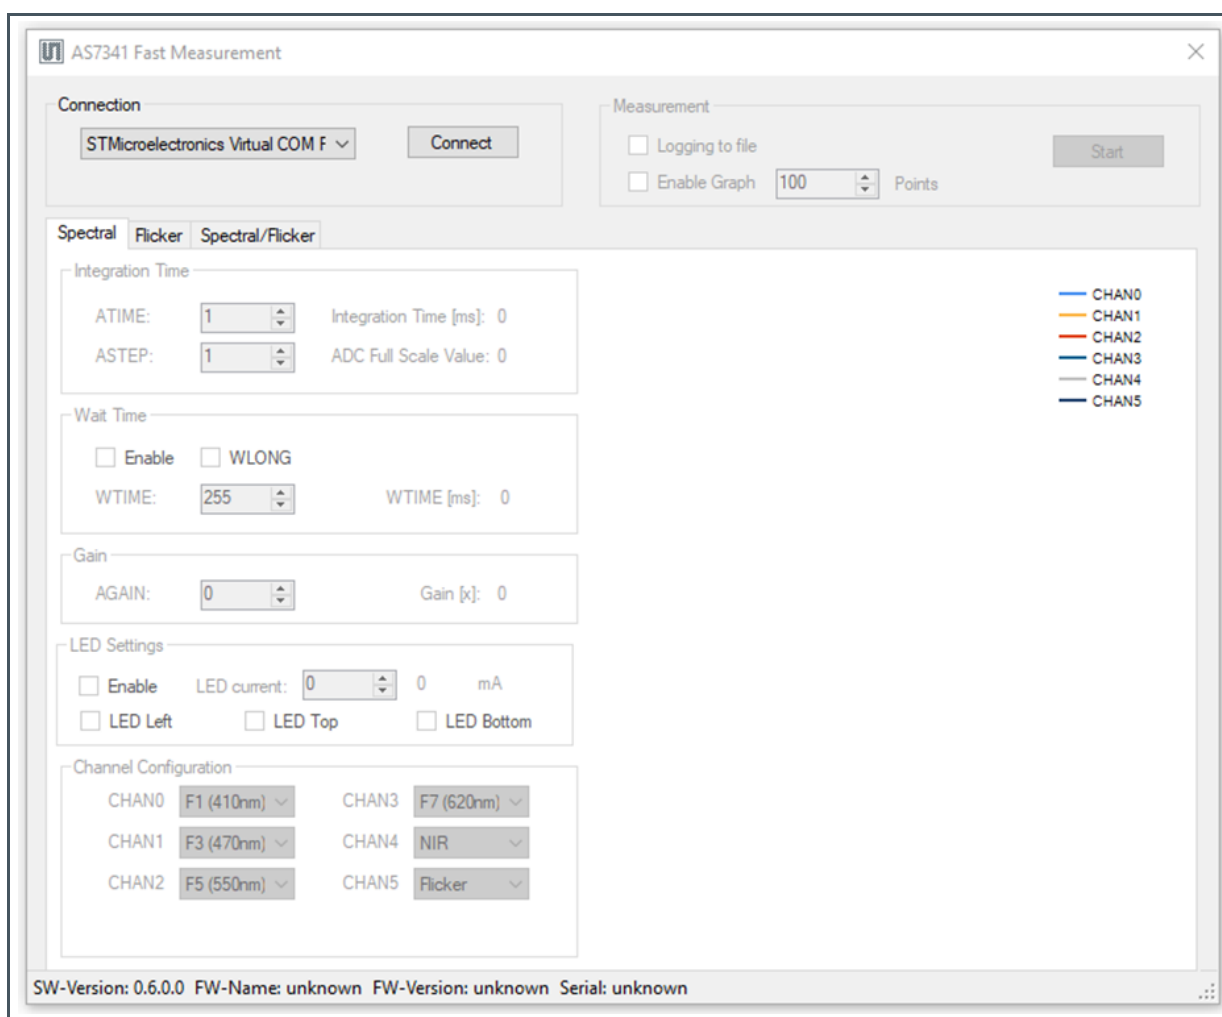 AS7341 Fast Measurement
Connection
STMicroelectronics Virtual COM
Connect
Measurement
Logging to file
Start
Enable Graph 100 Points
Spectral Flicker Spectral/Flicker
Integration Time
ATIME: 1 Integration Time [ms]: 0
ASTEP: 1 ADC Full Scale Value: 0
CHAN0
CHAN1
CHAN2
CHAN3
CHAN4
CHAN5
Wait Time
Enable WLONG
WTIME: 255 WTIME [ms]: 0
Gain
AGAIN: 0 Gain [x]: 0
LED Settings
Enable LED current: 0 0 mA
LED Left LED Top LED Bottom
Channel Configuration
CHAN0 F1 (410nm) CHAN3 F7 (620nm)
CHAN1 F3 (470nm) CHAN4 NIR
CHAN2 F5 (550nm) CHAN5 Flicker
SW-Version: 0.6.0.0 FW-Name: unknown FW-Version: unknown Serial: unknown